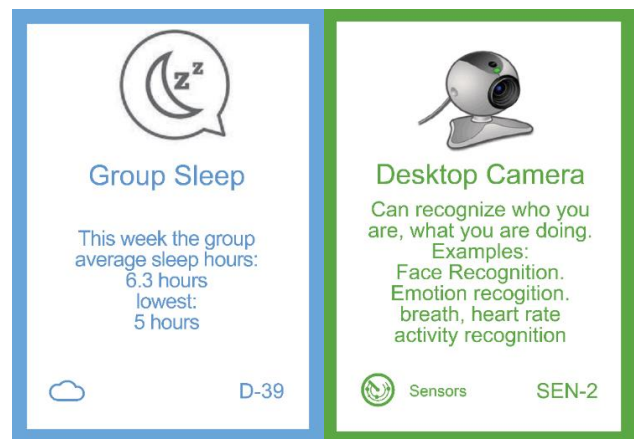 zz
Group Sleep
This week the group
average sleep hours:
6.3 hours
lowest:
5 hours
D-39
Desktop Camera
Can recognize who you
are, what you are doing.
Examples:
Face Recognition.
Emotion recogition.
breath, heart rate
activity recognition
Sensors
SEN-2